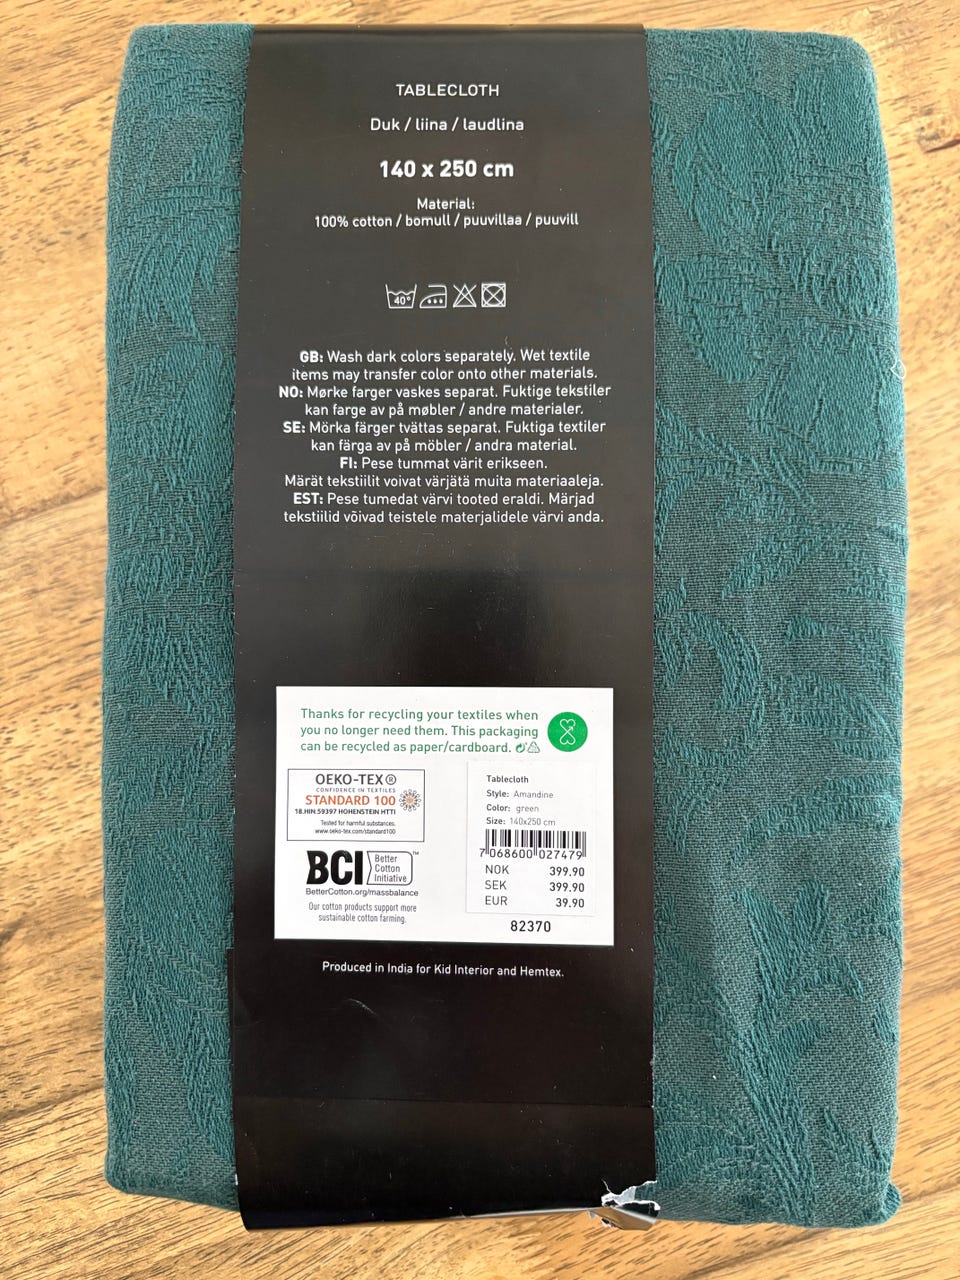 TABLECLOTH
Duk / liina / laudlina
140 x 250 cm
Material:
100% cotton / bomull / puuvillaa / puuvill
40°
GB: Wash dark colors separately. Wet textile
items may transfer color onto other materials.
NO: Mørke farger vaskes separat. Fuktige tekstiler
kan farge av på møbler / andre materialer.
SE: Mörka färger tvättas separat. Fuktiga textiler
kan färga av på möbler / andra material.
FI: Pese tummat värit erikseen.
Märät tekstiilit voivat värjätä muita materiaaleja.
EST: Pese tumedat värvi tooted eraldi. Märjad
tekstiilid võivad teistele materjalidele värvi anda.
Thanks for recycling your textiles when
you no longer need them. This packaging
can be recycled as paper/cardboard.
OEKO-TEX®
CONFIDENCE IN TEXTILES
STANDARD 100
18.HIN.59397 HOHENSTEIN HTTI
Tested for harmful substances.
www.oeko-tex.com/standard100
BCI Better
Cotton
Initiative™
BetterCotton.org/massbalance
Our cotton products support more
sustainable cotton farming.
Tablecloth
Style: Amandine
Color: green
Size: 140x250 cm
7 068600 027479
NOK 399.90
SEK 399.90
EUR 39.90
82370
Produced in India for Kid Interior and Hemtex.